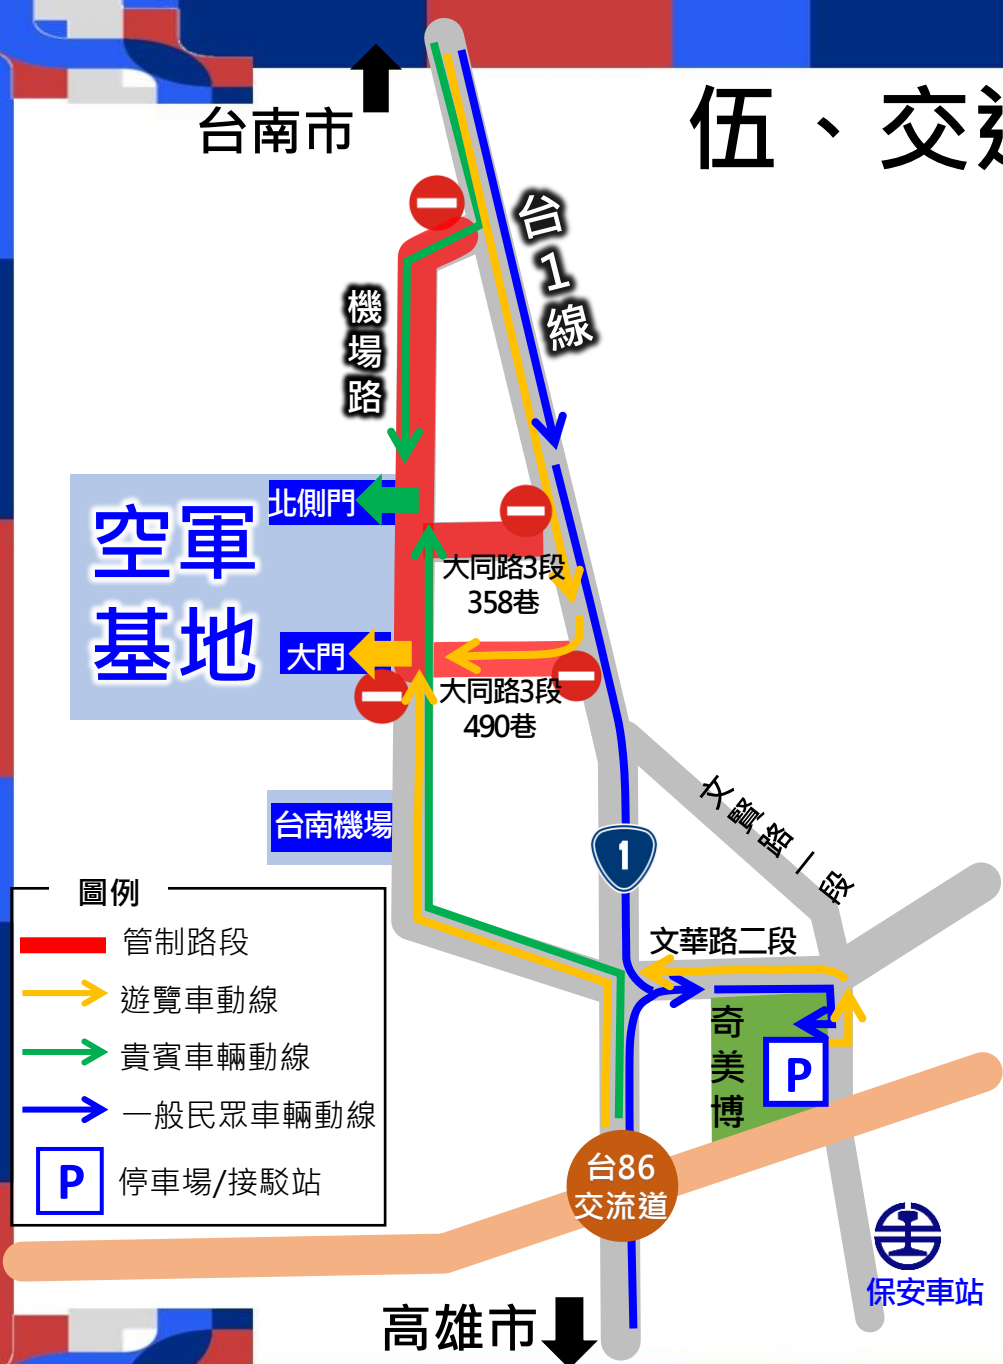 伍、交通
台南市
台1線
機場路
空軍
基地
北側門
大同路3段
358巷
大門
大同路3段
490巷
台南機場
文賢路一段
1
文華路二段
奇美博
P
圖例
管制路段
遊覽車動線
貴賓車輛動線
一般民眾車輛動線
P
停車場/接駁站
台86
交流道
保安車站
高雄市